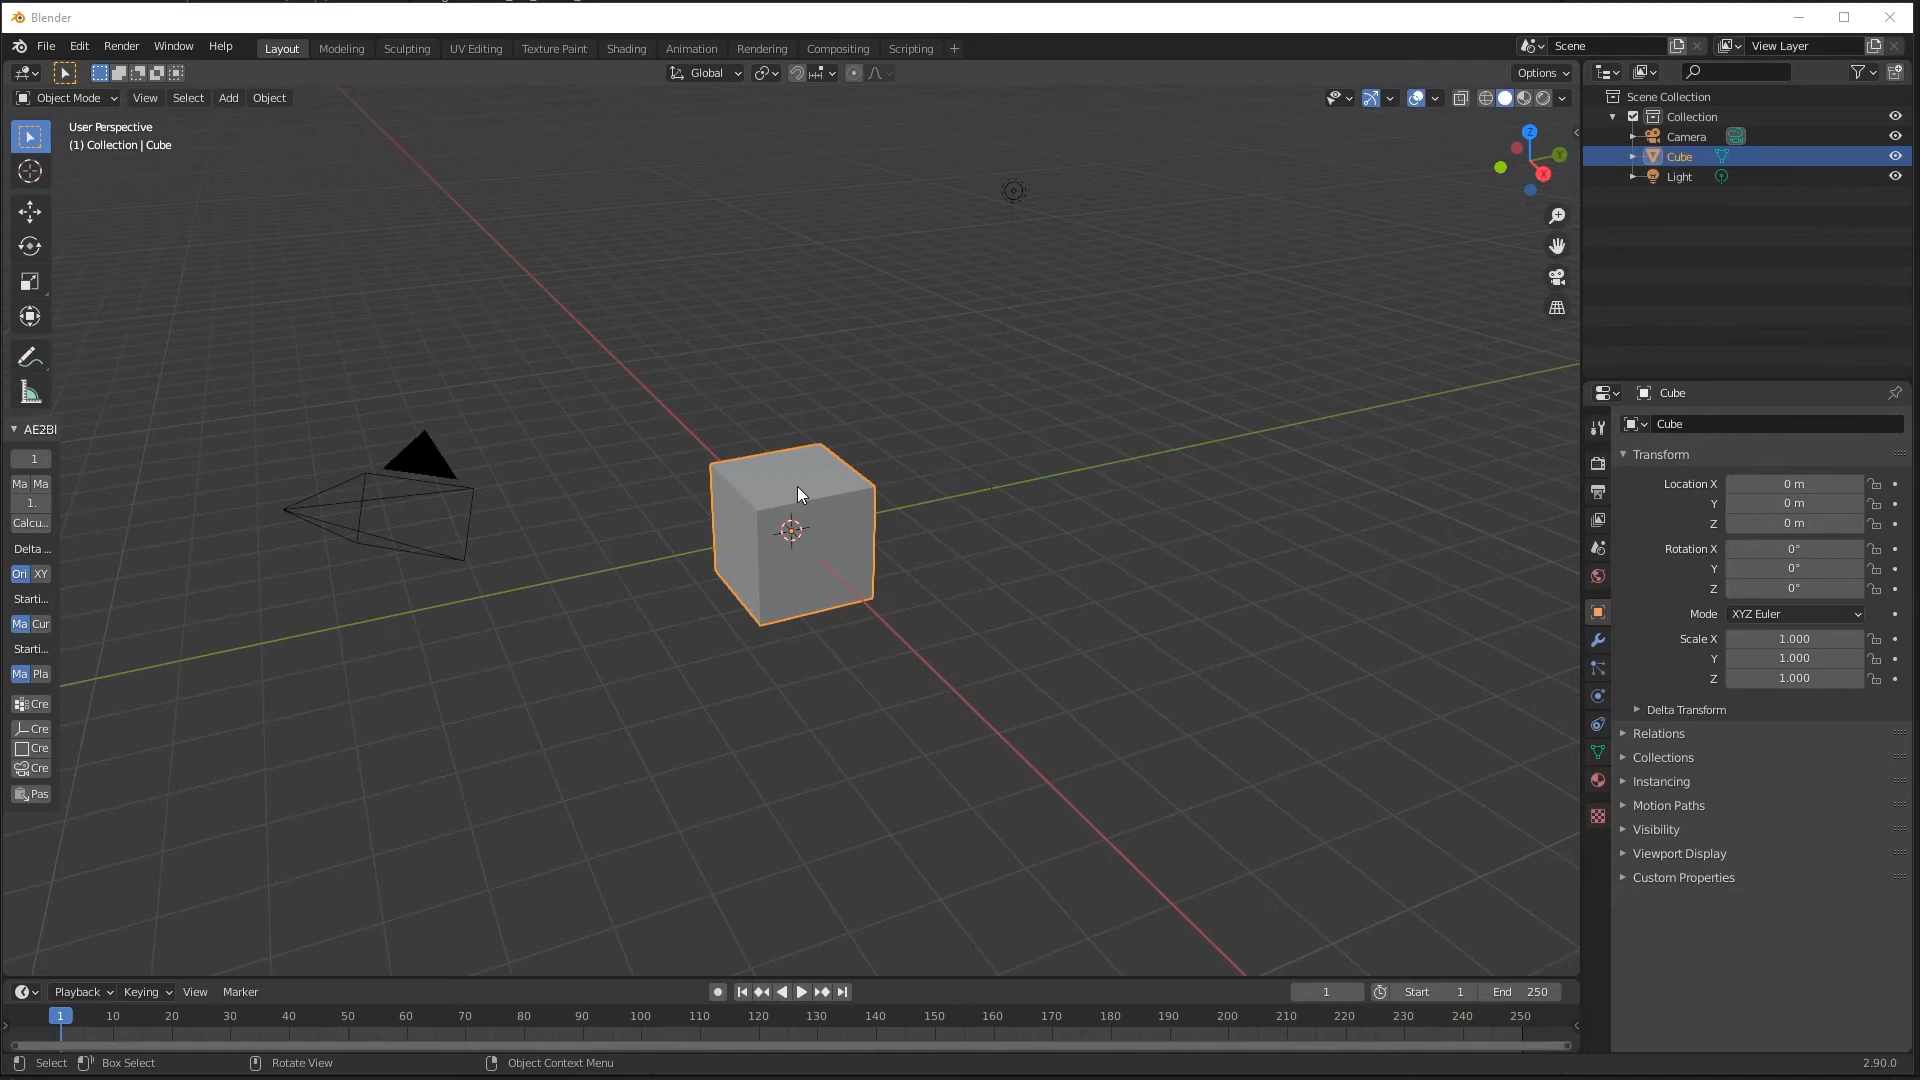 Blender
File Edit Render Window Help Layout Modeling Sculpting UV Editing Texture Paint Shading Animation Rendering Compositing Scripting + Scene View Layer
Global Options
Object Mode View Select Add Object
User Perspective
(1) Collection | Cube
Z
Y
X
Scene Collection
Collection
Camera
Cube
Light
AE2Bl
1
Ma Ma
1.
Calcu...
Delta ...
Ori XY
Starti...
Ma Cur
Starti...
Ma Pla
Cre
Cre
Cre
Cre
Pas
Cube
Cube
Transform
Location X 0 m
Y 0 m
Z 0 m
Rotation X 0°
Y 0°
Z 0°
Mode XYZ Euler
Scale X 1.000
Y 1.000
Z 1.000
Delta Transform
Relations
Collections
Instancing
Motion Paths
Visibility
Viewport Display
Custom Properties
Playback Keying View Marker 1 Start 1 End 250
1 10 20 30 40 50 60 70 80 90 100 110 120 130 140 150 160 170 180 190 200 210 220 230 240 250
Select Box Select Rotate View Object Context Menu 2.90.0